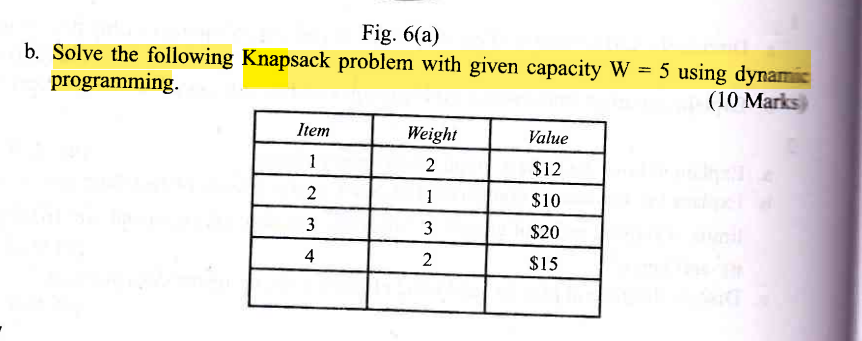 Fig. 6(a)
b. Solve the following Knapsack problem with given capacity W = 5 using dynamic
programming.
(10 Marks)
Item Weight Value
1 2 $12
2 1 $10
3 3 $20
4 2 $15